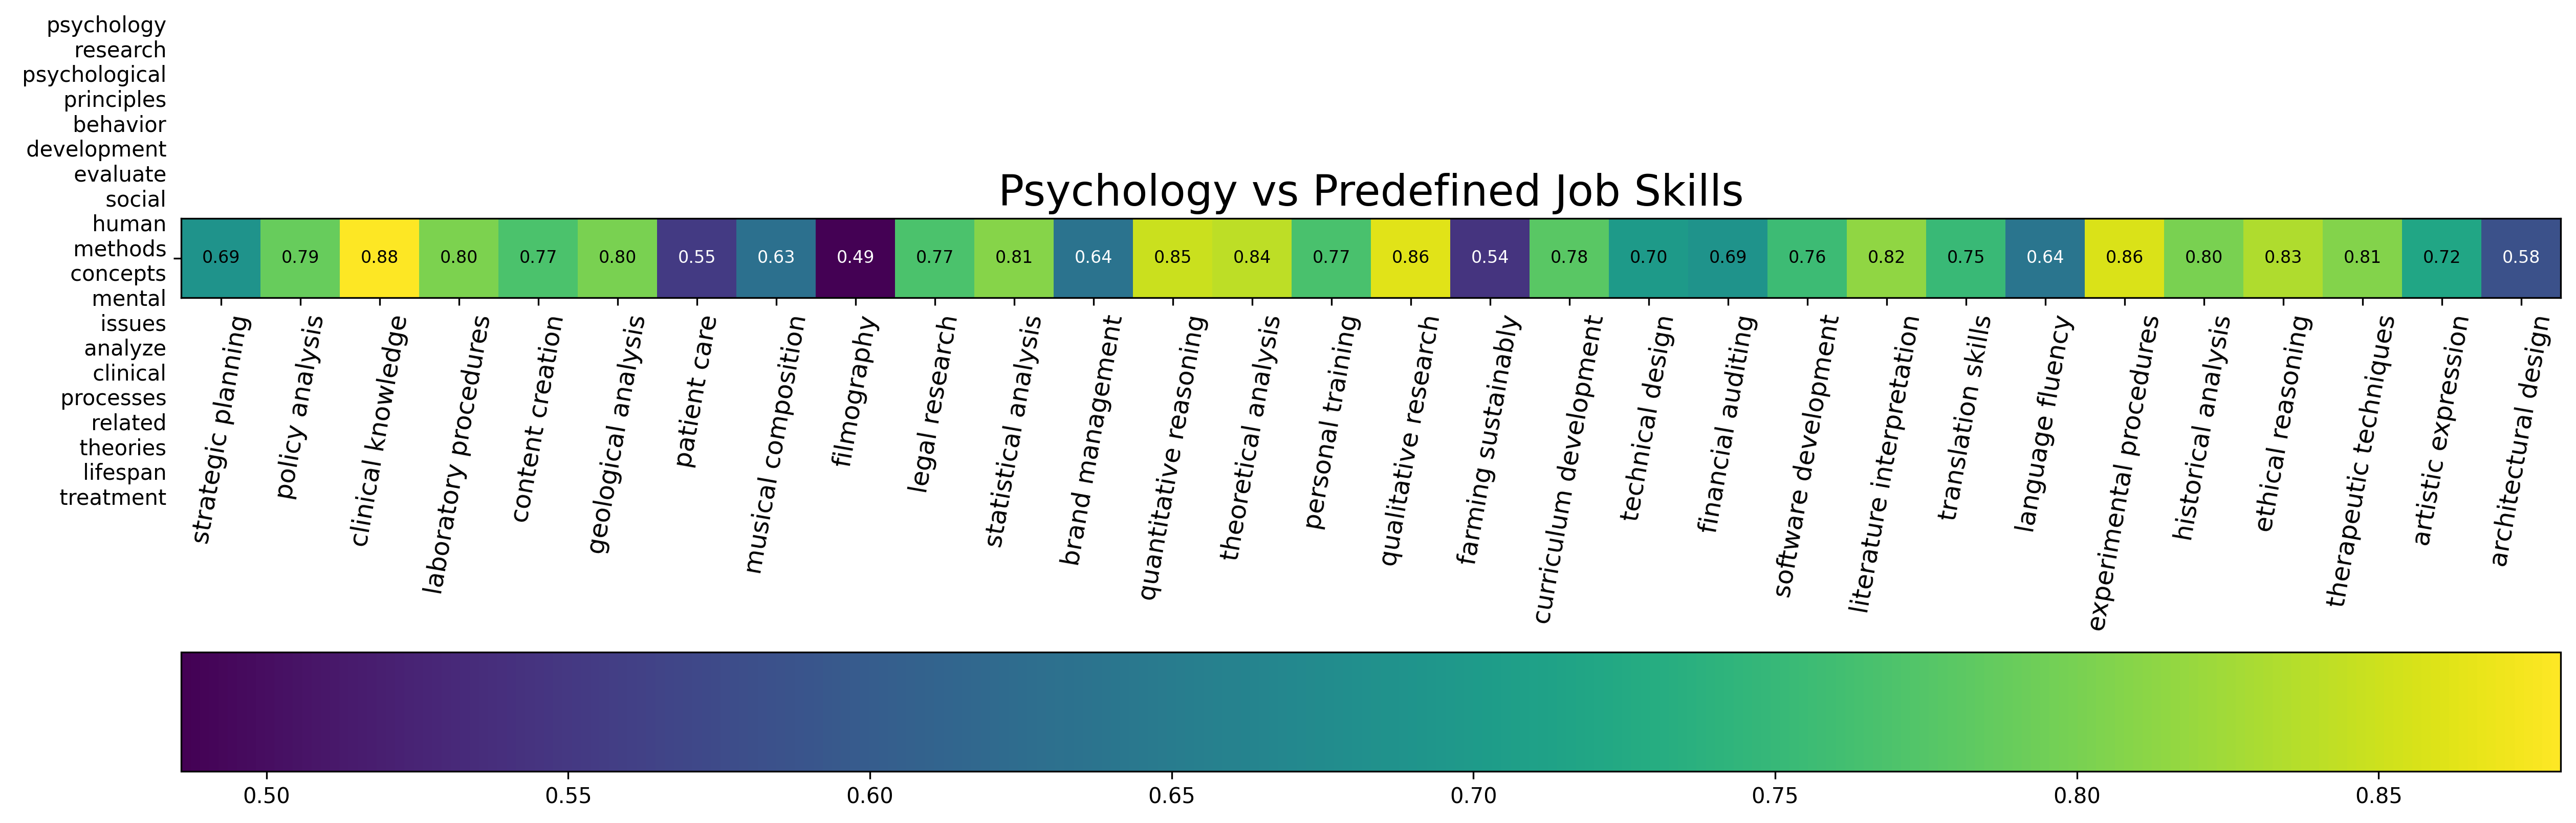 psychology
research
psychological
principles
behavior
development
evaluate
social
human
methods
concepts
mental
issues
analyze
clinical
processes
related
theories
lifespan
treatment
Psychology vs Predefined Job Skills
0.69 0.79 0.88 0.80 0.77 0.80 0.55 0.63 0.49 0.77 0.81 0.64 0.85 0.84 0.77 0.86 0.54 0.78 0.70 0.69 0.76 0.82 0.75 0.64 0.86 0.80 0.83 0.81 0.72 0.58
strategic planning
policy analysis
clinical knowledge
laboratory procedures
content creation
geological analysis
patient care
musical composition
filmography
legal research
statistical analysis
brand management
quantitative reasoning
theoretical analysis
personal training
qualitative research
farming sustainably
curriculum development
technical design
financial auditing
software development
literature interpretation
translation skills
language fluency
experimental procedures
historical analysis
ethical reasoning
therapeutic techniques
artistic expression
architectural design
0.50 0.55 0.60 0.65 0.70 0.75 0.80 0.85